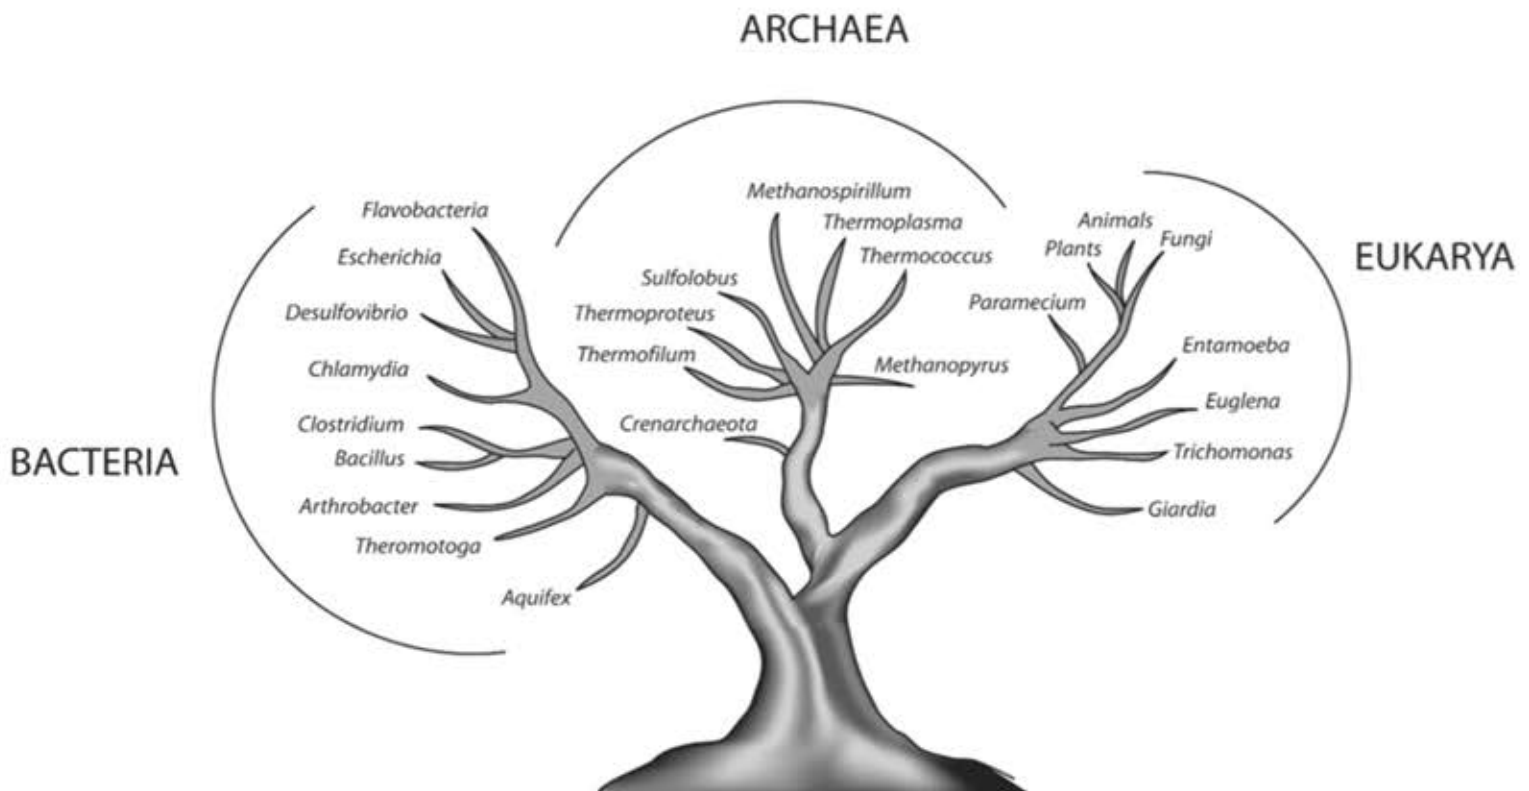 ARCHAEA
BACTERIA
Flavobacteria
Escherichia
Desulfovibrio
Chlamydia
Clostridium
Bacillus
Arthrobacter
Theromotoga
Aquifex
Methanospirillum
Thermoplasma
Thermococcus
Sulfolobus
Thermoproteus
Thermofilum
Methanopyrus
Crenarchaeota
EUKARYA
Animals
Plants
Fungi
Paramecium
Entamoeba
Euglena
Trichomonas
Giardia